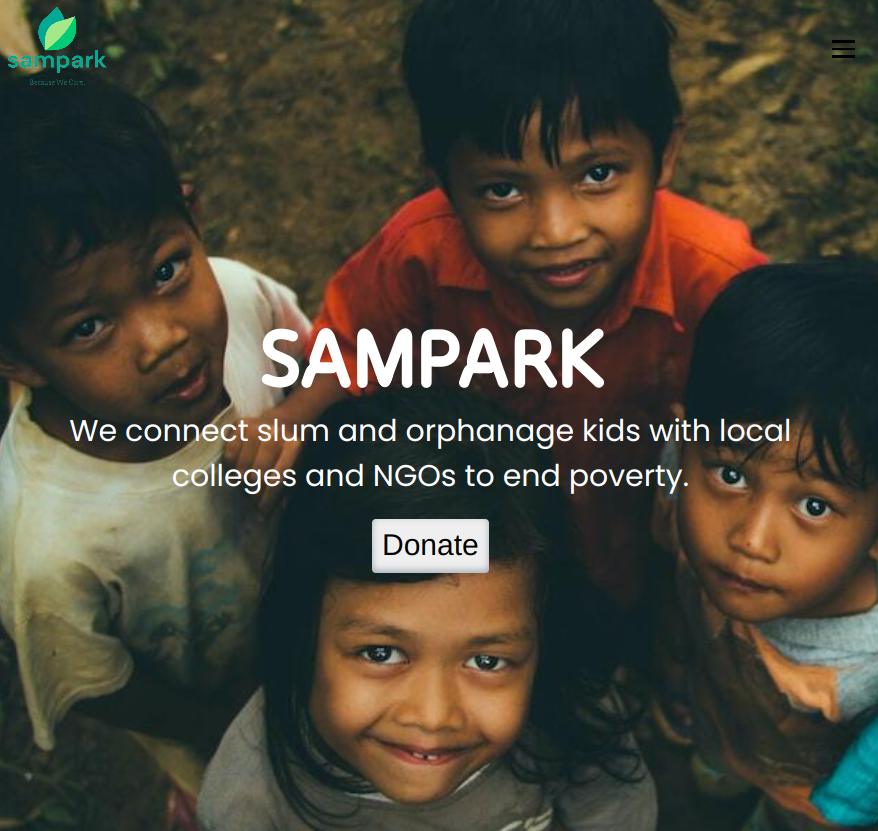 sampark
Because We Care.
SAMPARK
We connect slum and orphanage kids with local
colleges and NGOs to end poverty.
Donate